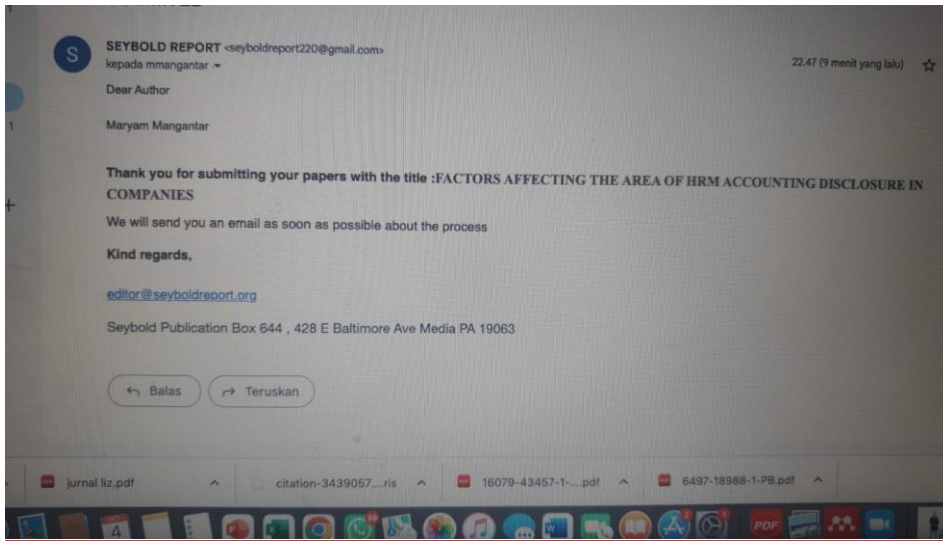 S
SEYBOLD REPORT <seyboldreport220@gmail.com>
kepada mmangantar
22.47 (9 menit yang lalu)
Dear Author
1
Maryam Mangantar
Thank you for submitting your papers with the title :FACTORS AFFECTING THE AREA OF HRM ACCOUNTING DISCLOSURE IN
COMPANIES
We will send you an email as soon as possible about the process
Kind regards,
editor@seyboldreport.org
Seybold Publication Box 644 , 428 E Baltimore Ave Media PA 19063
Balas
Teruskan
jurnal liz.pdf
citation-3439057....ris
16079-43457-1-....pdf
6497-18988-1-PB.pdf
4
PDF